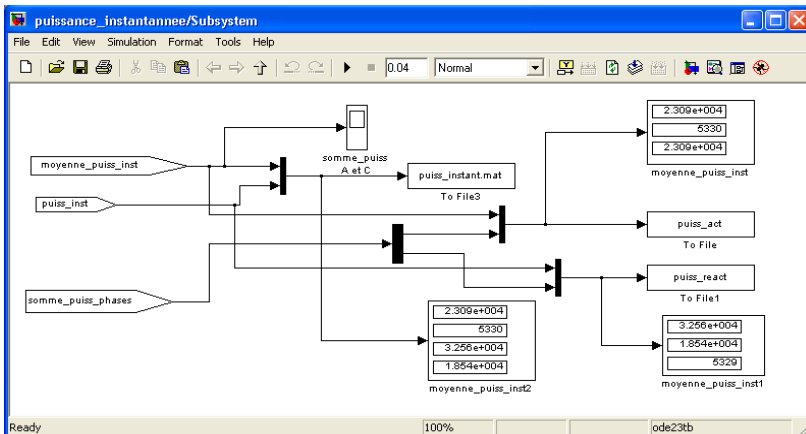 puissance_instantannee/Subsystem
File Edit View Simulation Format Tools Help
0.04 Normal
moyenne_puiss_inst
puiss_inst
somme_puiss_phases
somme_puiss
A et C
puiss_instant.mat
To File3
2.309e+004
5330
2.309e+004
moyenne_puiss_inst
puiss_act
To File
puiss_react
To File1
2.309e+004
5330
3.256e+004
1.854e+004
moyenne_puiss_inst2
3.256e+004
1.854e+004
5329
moyenne_puiss_inst1
Ready 100% ode23tb